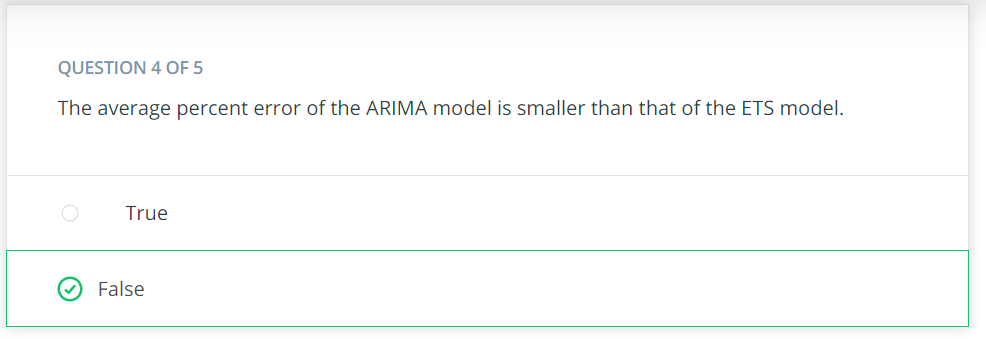 QUESTION 4 OF 5
The average percent error of the ARIMA model is smaller than that of the ETS model.
True
False